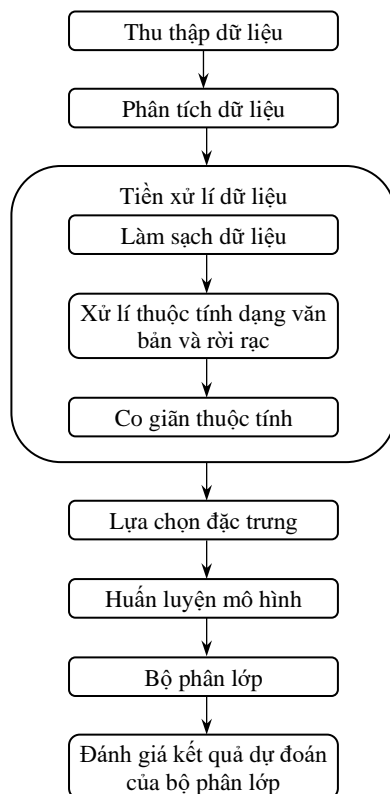 Thu thập dữ liệu
Phân tích dữ liệu
Tiền xử lí dữ liệu
Làm sạch dữ liệu
Xử lí thuộc tính dạng văn
bản và rời rạc
Co giãn thuộc tính
Lựa chọn đặc trưng
Huấn luyện mô hình
Bộ phân lớp
Đánh giá kết quả dự đoán
của bộ phân lớp